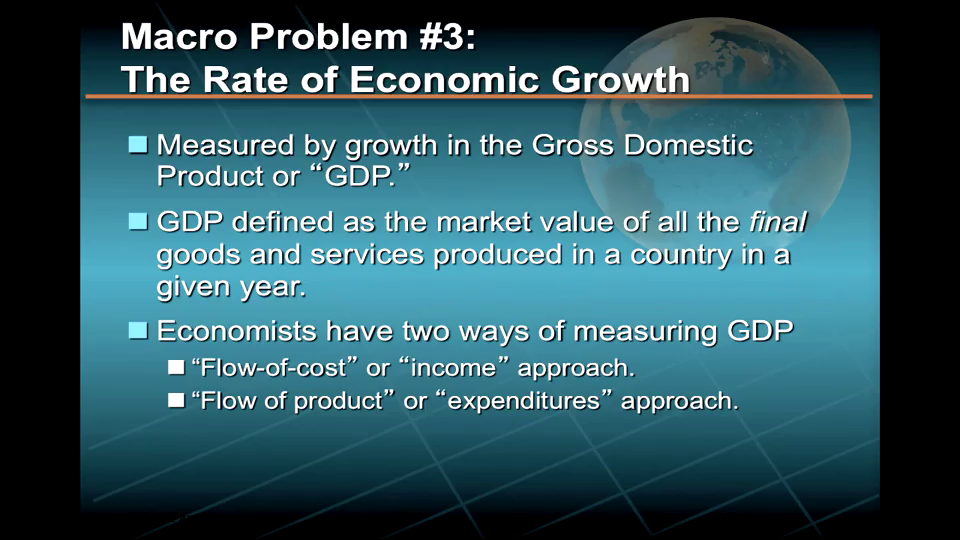 Macro Problem #3:
The Rate of Economic Growth
Measured by growth in the Gross Domestic
Product or “GDP.”
GDP defined as the market value of all the final
goods and services produced in a country in a
given year.
Economists have two ways of measuring GDP
“Flow-of-cost” or “income” approach.
“Flow of product” or “expenditures” approach.